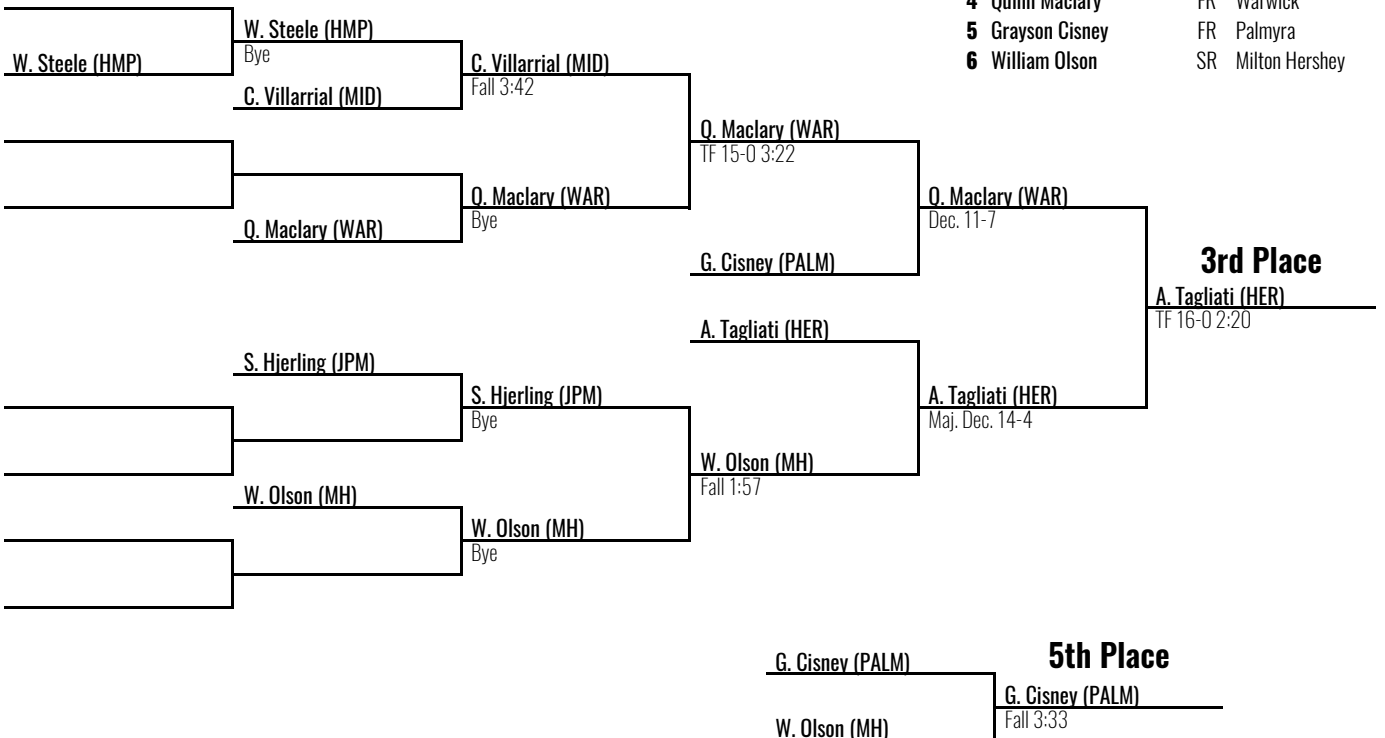 4 Quinn Maclary FR Warwick
5 Grayson Cisney FR Palmyra
6 William Olson SR Milton Hershey
W. Steele (HMP)
W. Steele (HMP)
Bye
C. Villarrial (MID)
C. Villarrial (MID)
Fall 3:42
Q. Maclary (WAR)
TF 15-0 3:22
Q. Maclary (WAR)
Q. Maclary (WAR)
Bye
G. Cisney (PALM)
Q. Maclary (WAR)
Dec. 11-7
3rd Place
A. Tagliati (HER)
TF 16-0 2:20
A. Tagliati (HER)
S. Hjerling (JPM)
S. Hjerling (JPM)
Bye
A. Tagliati (HER)
Maj. Dec. 14-4
W. Olson (MH)
Fall 1:57
W. Olson (MH)
W. Olson (MH)
Bye
5th Place
G. Cisney (PALM)
G. Cisney (PALM)
Fall 3:33
W. Olson (MH)